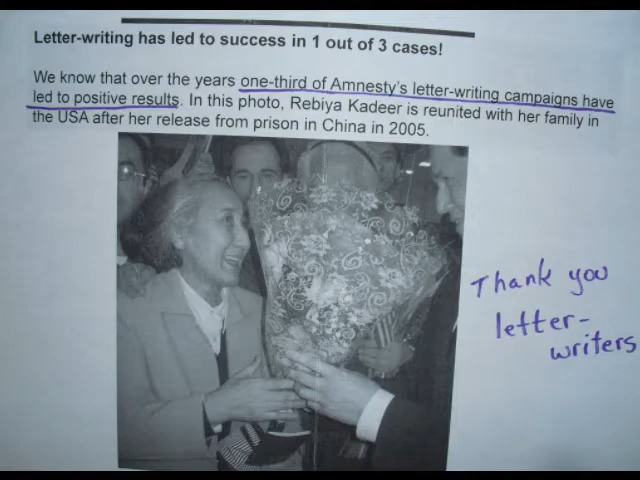 Letter-writing has led to success in 1 out of 3 cases!
We know that over the years one-third of Amnesty's letter-writing campaigns have
led to positive results. In this photo, Rebiya Kadeer is reunited with her family in
the USA after her release from prison in China in 2005.
Thank you
letter-
writers